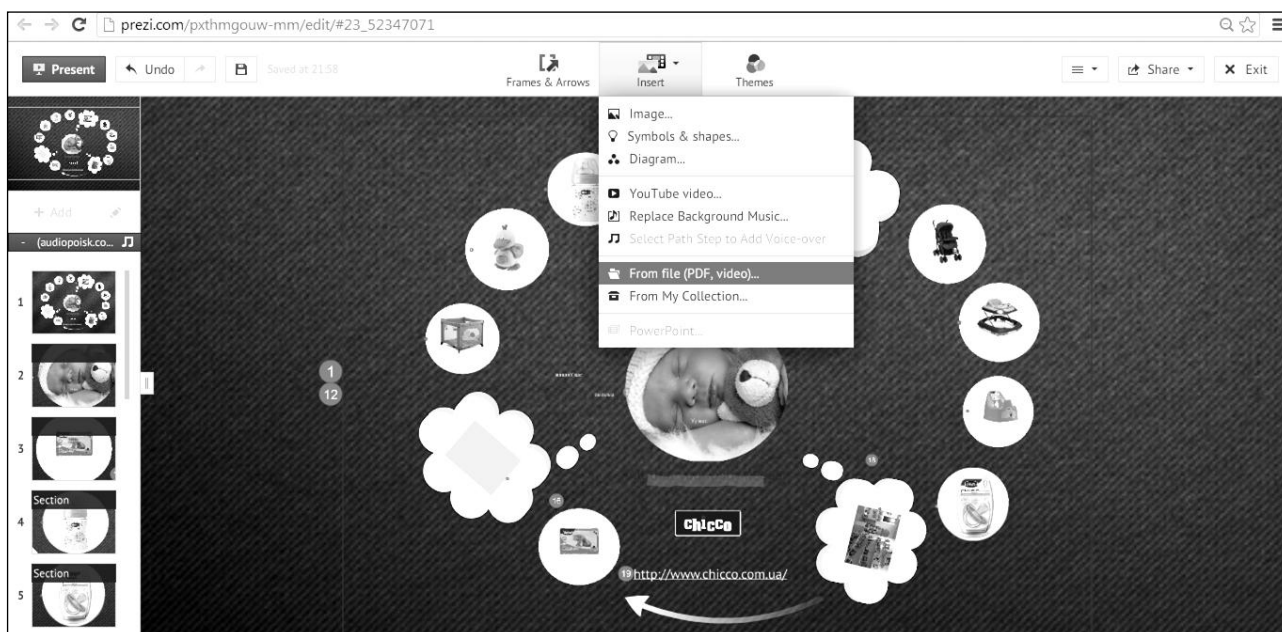 prezi.com/pxthmgouw-mm/edit/#23_52347071
Present
Undo
Saved at 21:58
Frames & Arrows
Insert
Themes
Share
Exit
Image...
Symbols & shapes...
Diagram...
YouTube video...
Replace Background Music...
Select Path Step to Add Voice-over
From file (PDF, video)...
From My Collection...
PowerPoint...
+ Add
- (audiopoisk.co...
1
2
3
Section
4
Section
5
1
12
chicco
19
http://www.chicco.com.ua/